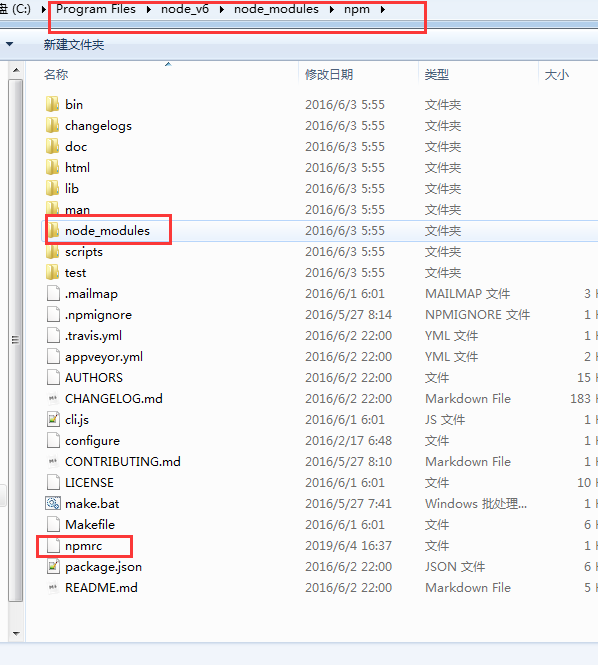 盘 (C:) Program Files node_v6 node_modules npm
新建文件夹
名称 修改日期 类型 大小
bin 2016/6/3 5:55 文件夹
changelogs 2016/6/3 5:55 文件夹
doc 2016/6/3 5:55 文件夹
html 2016/6/3 5:55 文件夹
lib 2016/6/3 5:55 文件夹
man 2016/6/3 5:55 文件夹
node_modules 2016/6/3 5:55 文件夹
scripts 2016/6/3 5:55 文件夹
test 2016/6/3 5:55 文件夹
.mailmap 2016/6/1 6:01 MAILMAP 文件 3
.npmignore 2016/5/27 8:14 NPMIGNORE 文件 1
.travis.yml 2016/6/2 22:00 YML 文件 1
appveyor.yml 2016/6/2 22:00 YML 文件 2
AUTHORS 2016/6/2 22:00 文件 15
CHANGELOG.md 2016/6/2 22:00 Markdown File 183
cli.js 2016/6/1 6:01 JS 文件 1
configure 2016/2/17 6:48 文件 1
CONTRIBUTING.md 2016/5/27 8:10 Markdown File 1
LICENSE 2016/6/1 6:01 文件 10
make.bat 2016/5/27 7:41 Windows 批处理... 1
Makefile 2016/6/1 6:01 文件 6
npmrc 2019/6/4 16:37 文件 1
package.json 2016/6/2 22:00 JSON 文件 6
README.md 2016/6/2 22:00 Markdown File 5